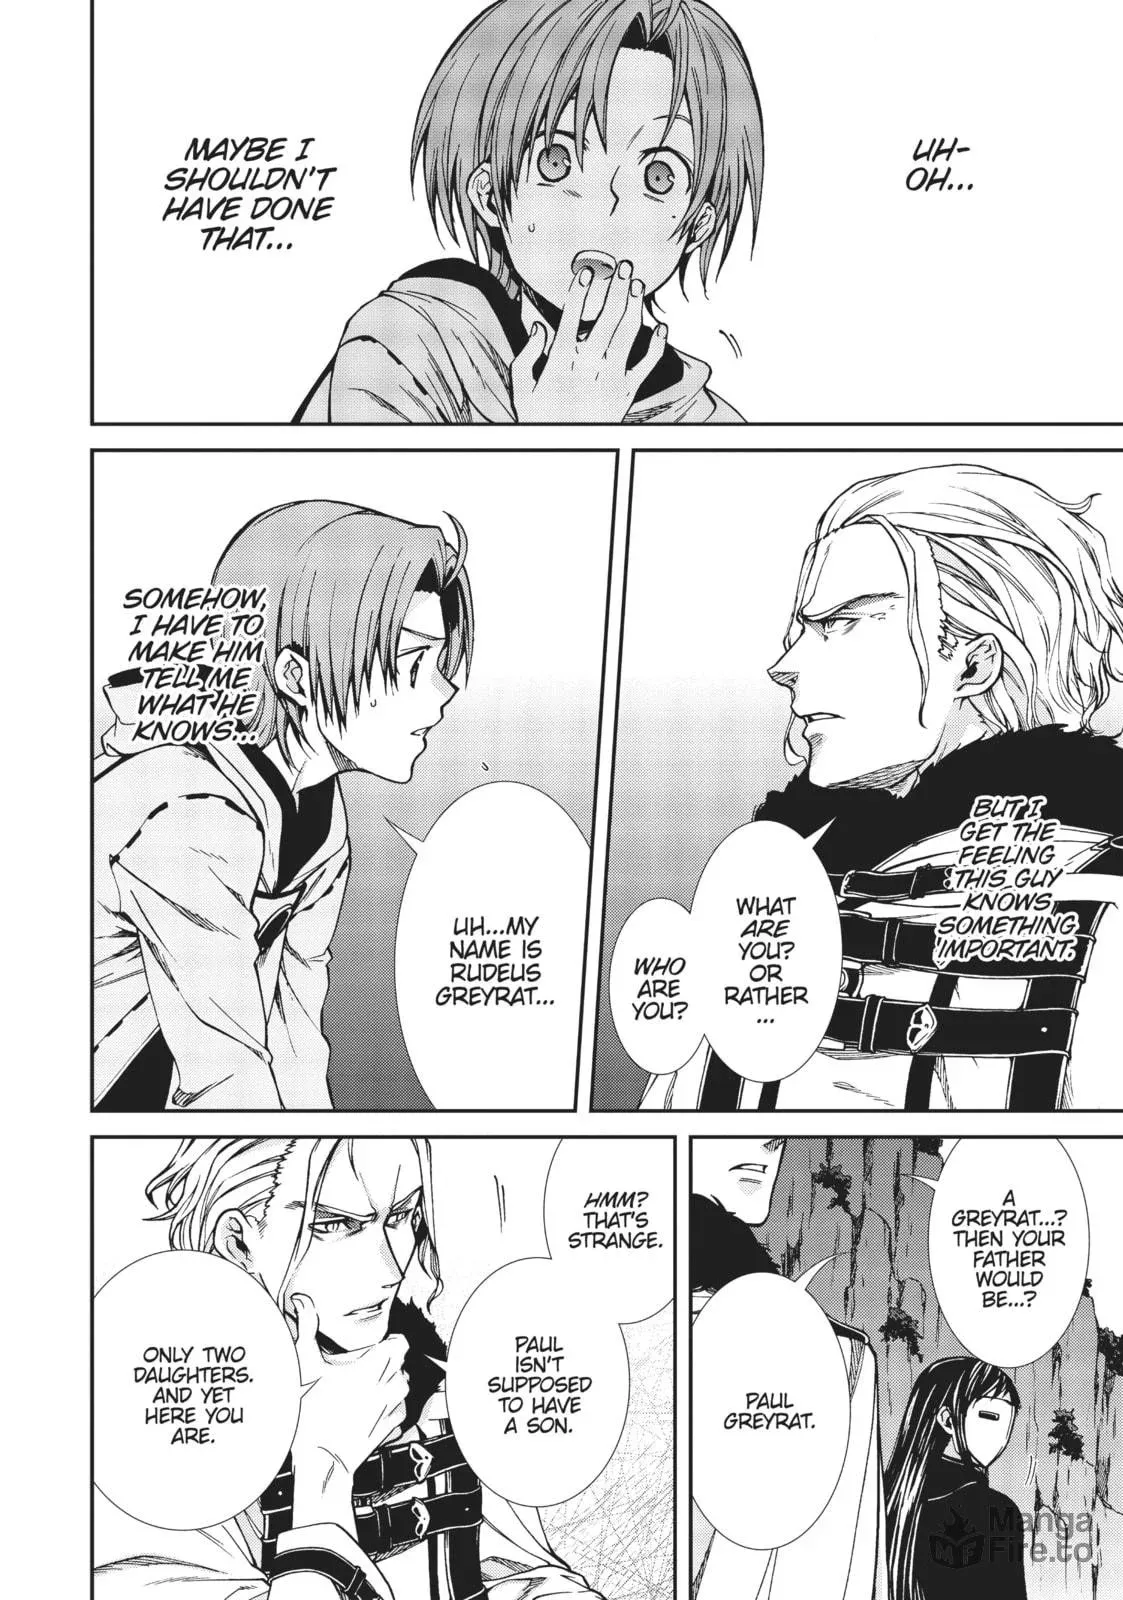 UH-
OH...
MAYBE I
SHOULDN'T
HAVE DONE
THAT...
BUT I
GET THE
FEELING
THIS GUY
KNOWS
SOMETHING
IMPORTANT.
WHAT
ARE
YOU?
OR
RATHER
...
WHO
ARE
YOU?
SOMEHOW,
I HAVE TO
MAKE HIM
TELL ME
WHAT HE
KNOWS...
UH...MY
NAME IS
RUDEUS
GREYRAT...
A
GREYRAT...?
THEN YOUR
FATHER
WOULD
BE...?
PAUL
GREYRAT.
HMM?
THAT'S
STRANGE.
PAUL
ISN'T
SUPPOSED
TO HAVE
A SON.
ONLY TWO
DAUGHTERS.
AND YET
HERE YOU
ARE.
Manga
Fire.to
MF